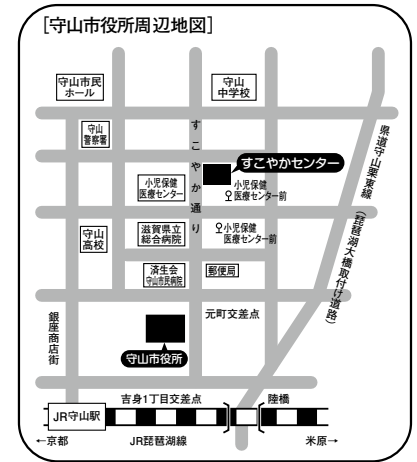 [守山市役所周辺地図]
守山市民
ホール
守山
中学校
守山
警察署
すこやか通り
すこやかセンター
小児保健
医療センター
小児保健
医療センター前
県道守山栗東線
(琵琶湖大橋取付け道路)
守山
高校
滋賀県立
総合病院
小児保健
医療センター前
済生会
守山市民病院
郵便局
元町交差点
銀座商店街
守山市役所
吉身1丁目交差点
陸橋
JR守山駅
←京都
JR琵琶湖線
米原→